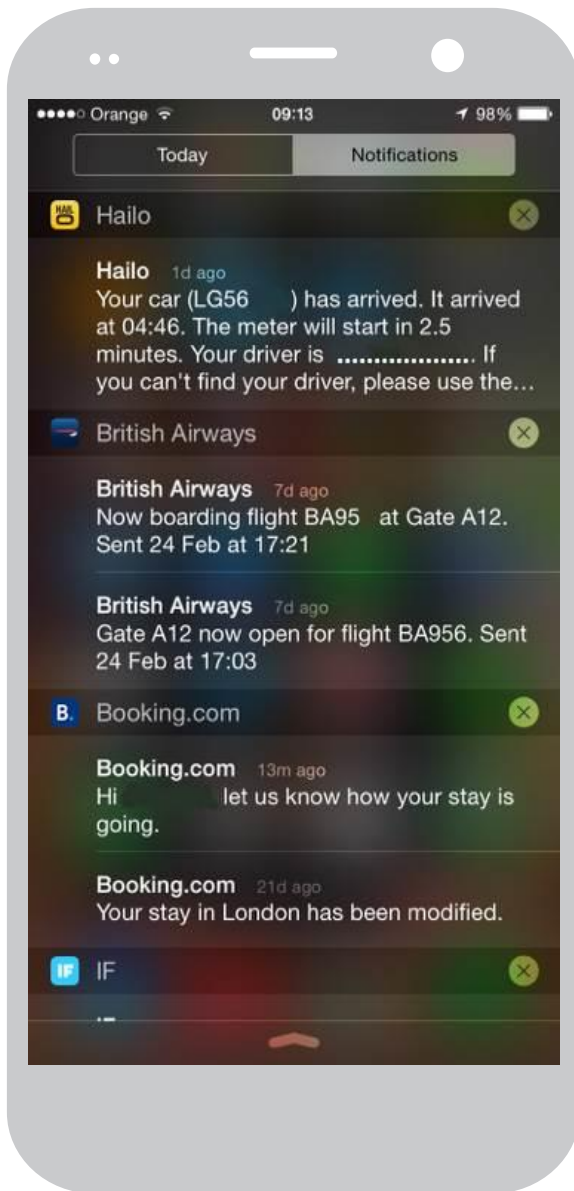 Orange 09:13 98%
Today Notifications
HAILO Hailo
Hailo 1d ago
Your car (LG56 ) has arrived. It arrived
at 04:46. The meter will start in 2.5
minutes. Your driver is ................... If
you can't find your driver, please use the...
British Airways
British Airways 7d ago
Now boarding flight BA95 at Gate A12.
Sent 24 Feb at 17:21
British Airways 7d ago
Gate A12 now open for flight BA956. Sent
24 Feb at 17:03
B. Booking.com
Booking.com 13m ago
Hi let us know how your stay is
going.
Booking.com 21d ago
Your stay in London has been modified.
IF IF